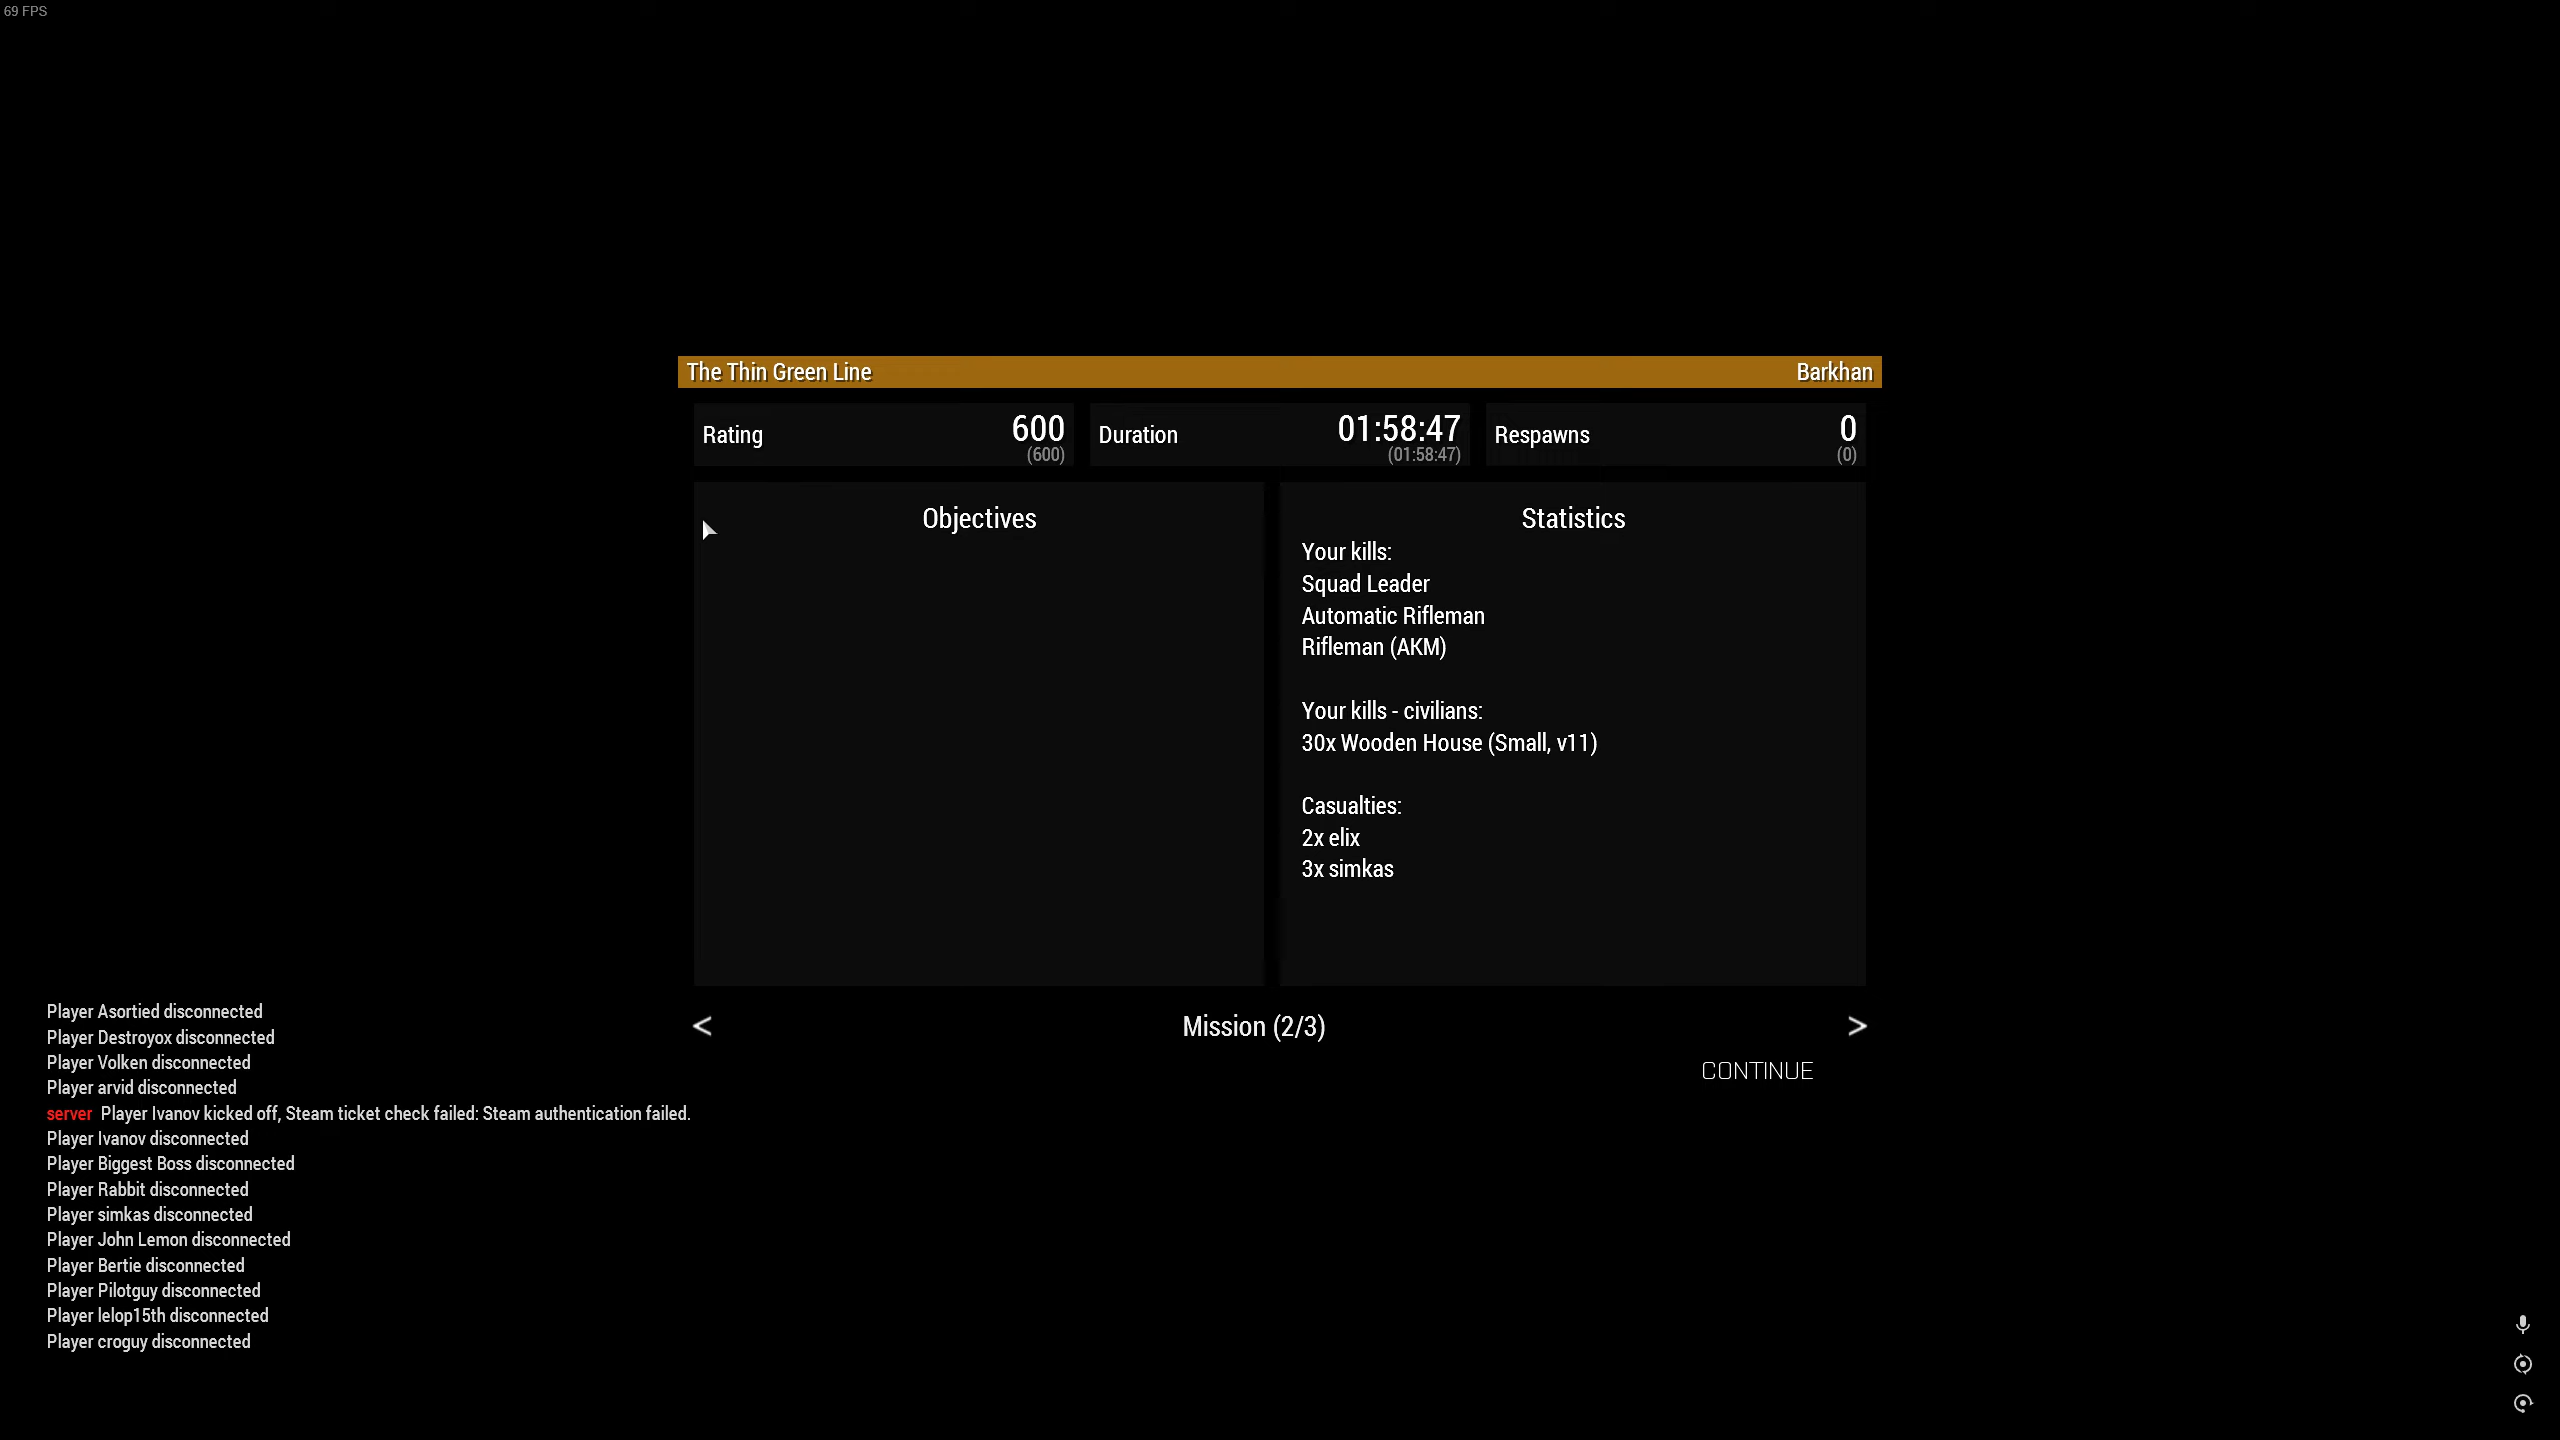 69 FPS
The Thin Green Line
Barkhan
Rating
600
(600)
Duration
01:58:47
(01:58:47)
Respawns
0
(0)
Objectives
Statistics
Your kills:
Squad Leader
Automatic Rifleman
Rifleman (AKM)
Your kills - civilians:
30x Wooden House (Small, v11)
Casualties:
2x elix
3x simkas
< Mission (2/3) >
CONTINUE
Player Asortied disconnected
Player Destroyox disconnected
Player Volken disconnected
Player arvid disconnected
server Player Ivanov kicked off, Steam ticket check failed: Steam authentication failed.
Player Ivanov disconnected
Player Biggest Boss disconnected
Player Rabbit disconnected
Player simkas disconnected
Player John Lemon disconnected
Player Bertie disconnected
Player Pilotguy disconnected
Player lelop15th disconnected
Player croguy disconnected